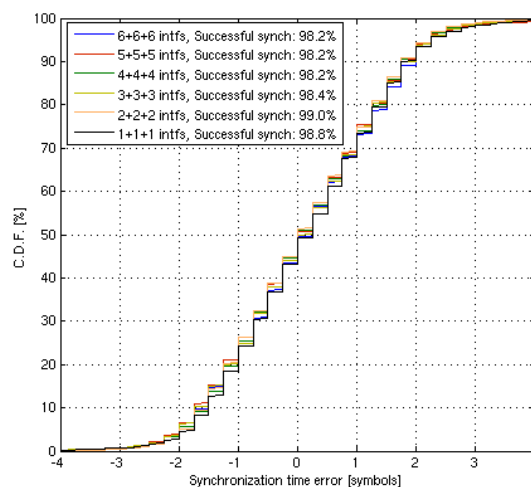 100
90
80
70
60
50
40
30
20
10
0
C.D.F. [%]
6+6+6 intfs, Successful synch: 98.2%
5+5+5 intfs, Successful synch: 98.2%
4+4+4 intfs, Successful synch: 98.2%
3+3+3 intfs, Successful synch: 98.4%
2+2+2 intfs, Successful synch: 99.0%
1+1+1 intfs, Successful synch: 98.8%
-4 -3 -2 -1 0 1 2 3
Synchronization time error [symbols]